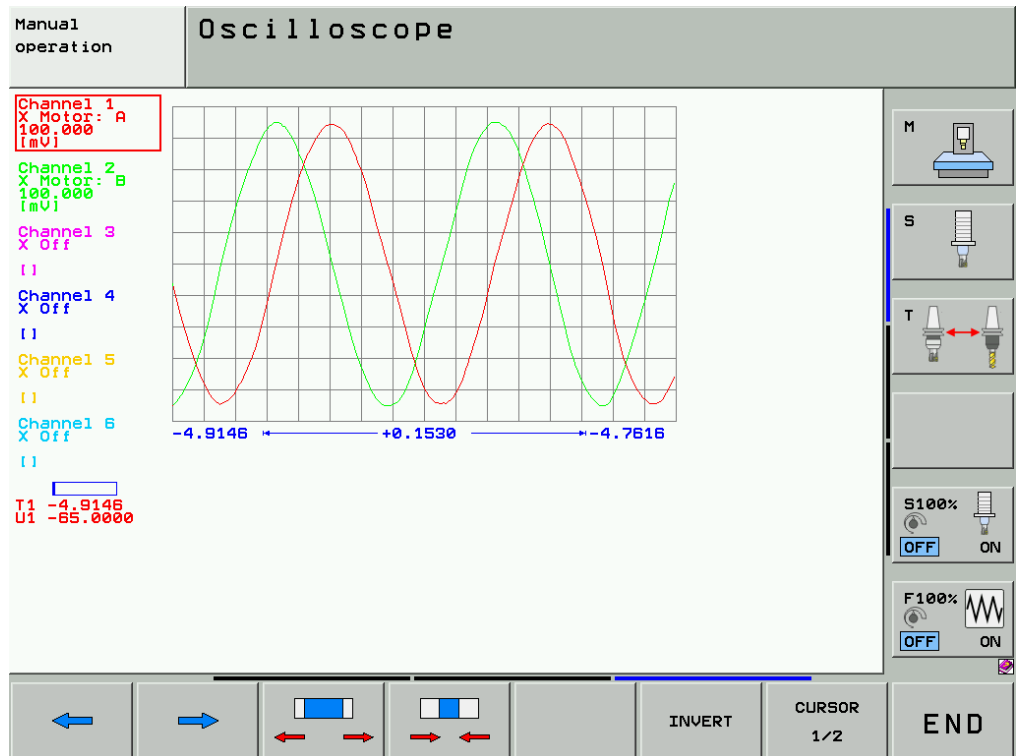 Manual
operation
Oscilloscope
Channel 1
X Motor: A
100.000
[mV]
Channel 2
X Motor: B
100.000
[mV]
Channel 3
X Off
[]
Channel 4
X Off
[]
Channel 5
X Off
[]
Channel 6
X Off
[]
T1 -4.9146
U1 -65.0000
-4.9146 +0.1530 -4.7616
M
S
T
S100%
OFF ON
F100%
OFF ON
INVERT
CURSOR
1/2
END